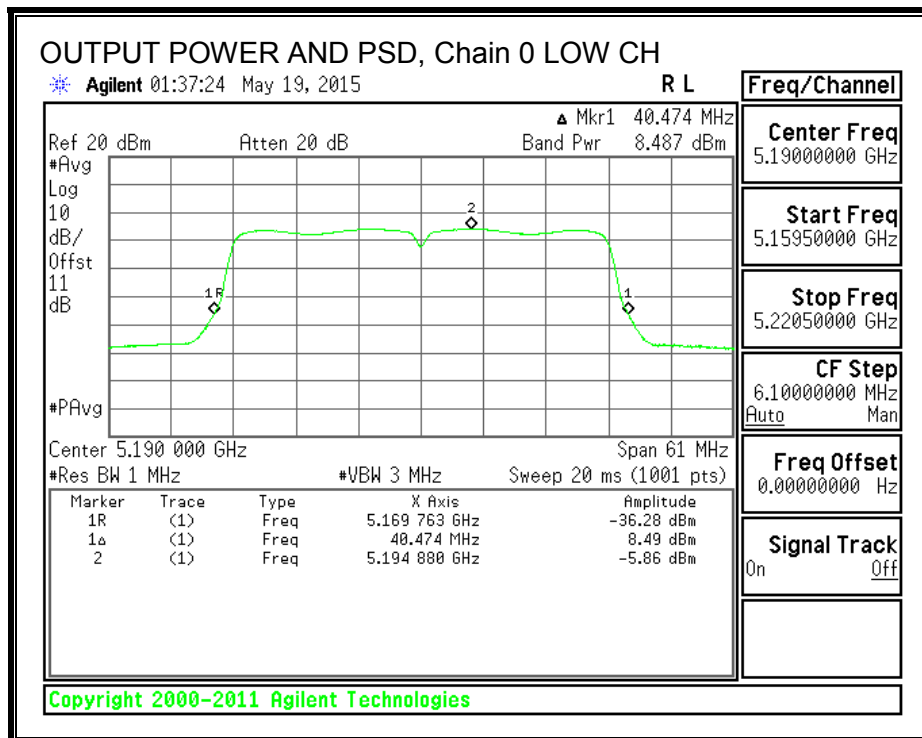 OUTPUT POWER AND PSD, Chain 0 LOW CH
Agilent 01:37:24 May 19, 2015 R L
Freq/Channel
Δ Mkr1 40.474 MHz
Ref 20 dBm Atten 20 dB Band Pwr 8.487 dBm
#Avg
Log
10
dB/
Offst
11
dB
#PAvg
2
1R
1
Center 5.190 000 GHz Span 61 MHz
#Res BW 1 MHz #VBW 3 MHz Sweep 20 ms (1001 pts)
Marker Trace Type X Axis Amplitude
1R (1) Freq 5.169 763 GHz -36.28 dBm
1Δ (1) Freq 40.474 MHz 8.49 dBm
2 (1) Freq 5.194 880 GHz -5.86 dBm
Center Freq
5.19000000 GHz
Start Freq
5.15950000 GHz
Stop Freq
5.22050000 GHz
CF Step
6.10000000 MHz
Auto Man
Freq Offset
0.00000000 Hz
Signal Track
On Off
Copyright 2000-2011 Agilent Technologies